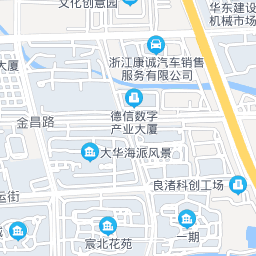 文化创意园
华东建设
机械市场
浙江康诚汽车销售
服务有限公司
大厦
德信数字
产业大厦
金昌路
大华海派风景
良渚科创工场
运街
城
宸北花苑
一期